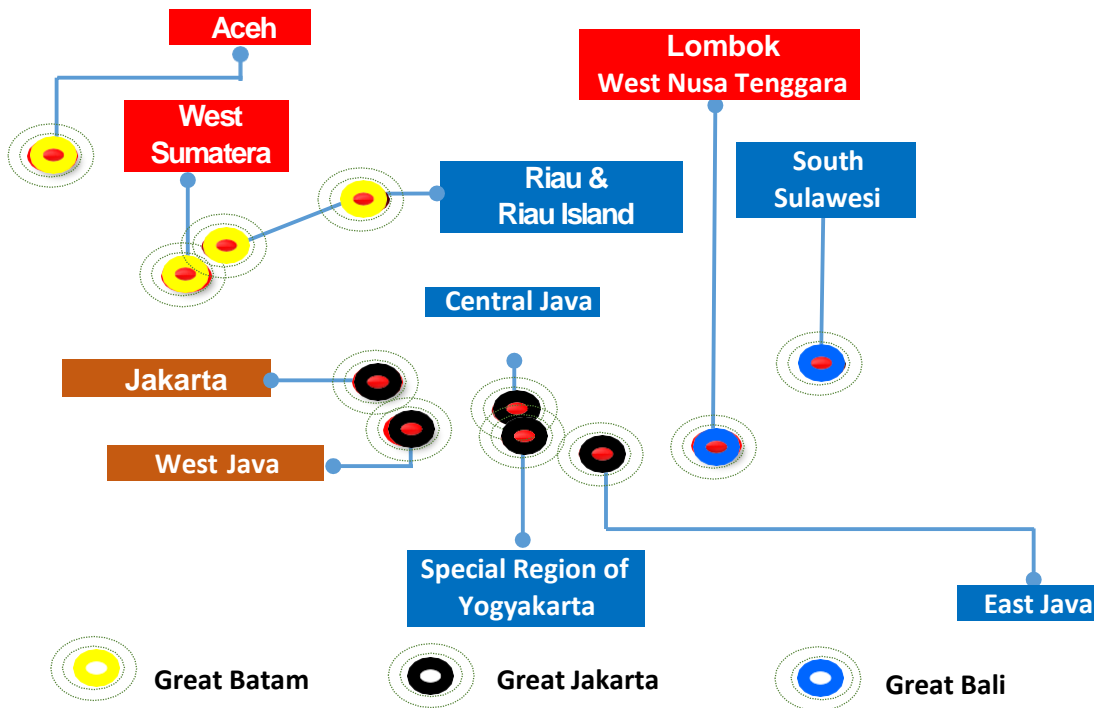 Aceh
Lombok
West Nusa Tenggara
West
Sumatera
South
Sulawesi
Riau &
Riau Island
Central Java
Jakarta
West Java
Special Region of
Yogyakarta
East Java
Great Batam
Great Jakarta
Great Bali